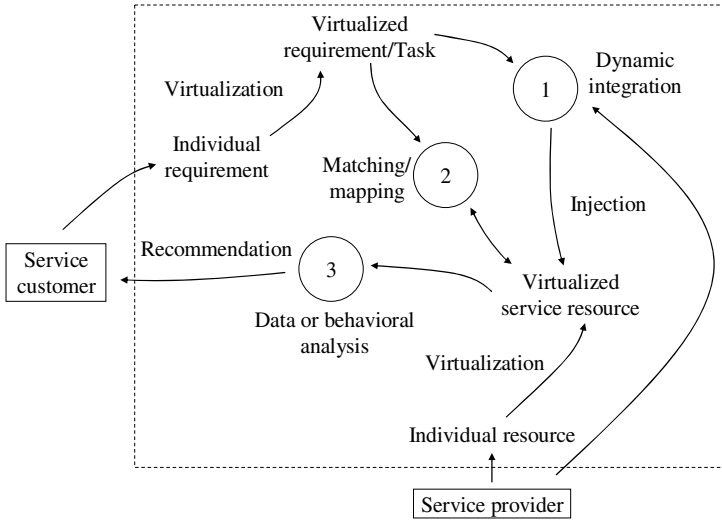 Virtualized
requirement/Task
Dynamic
integration
1
Virtualization
Individual
requirement
Matching/
mapping
2
Injection
Service
customer
Recommendation
3
Virtualized
service resource
Data or behavioral
analysis
Virtualization
Individual resource
Service provider